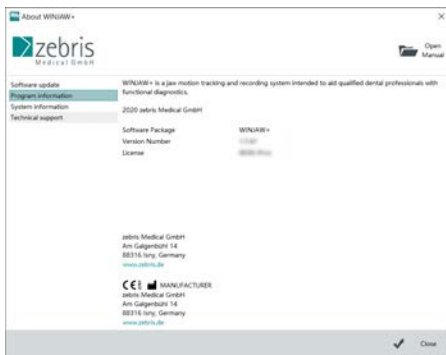 About WINJAW+
zebris
Medical GmbH
Open
Manual
Software update
Program information
System information
Technical support
WINJAW+ is a jaw motion tracking and recording system intended to aid qualified dental professionals with
functional diagnostics.
2020 zebris Medical GmbH
Software Package WINJAW+
Version Number
License
zebris Medical GmbH
Am Galgenbühl 14
88316 Isny, Germany
www.zebris.de
CE MANUFACTURER
zebris Medical GmbH
Am Galgenbühl 14
88316 Isny, Germany
www.zebris.de
Close